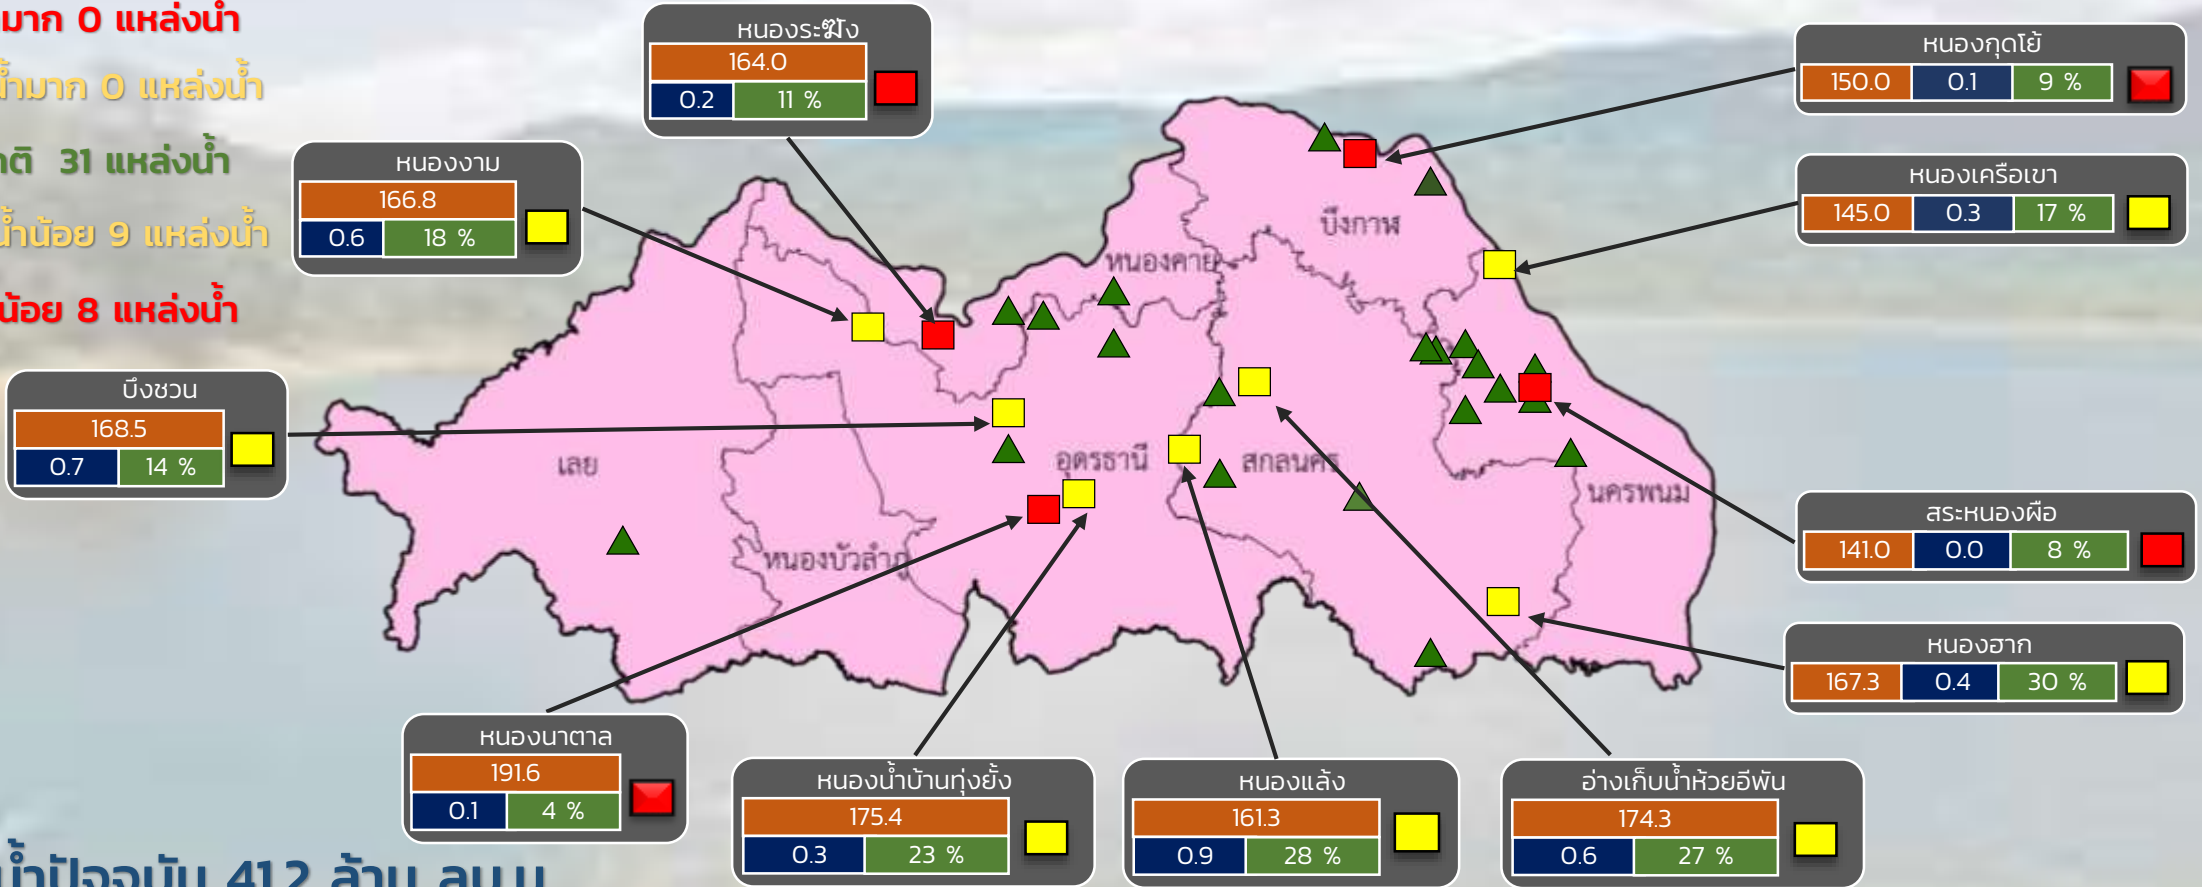 มาก 0 แหล่งน้ำ
น้ำมาก 0 แหล่งน้ำ
31 แหล่งน้ำ
น้ำน้อย 9 แหล่งน้ำ
น้อย 8 แหล่งน้ำ
หนองระฆัง
164.0
0.2 11 %
หนองกุดโย้
150.0 0.1 9 %
หนองงาม
166.8
0.6 18 %
หนองเครือเขา
145.0 0.3 17 %
บึงกาฬ
หนองคาย
บึงชวน
168.5
0.7 14 %
เลย
อุดรธานี
สกลนคร
นครพนม
หนองบัวลำภู
สระหนองผือ
141.0 0.0 8 %
หนองฮาก
167.3 0.4 30 %
หนองนาตาล
191.6
0.1 4 %
หนองน้ำบ้านทุ่งยั้ง
175.4
0.3 23 %
หนองแล้ง
161.3
0.9 28 %
อ่างเก็บน้ำห้วยอีพัน
174.3
0.6 27 %
น้ำปัจจุบัน 41.2 ล้าน ลบ.ม